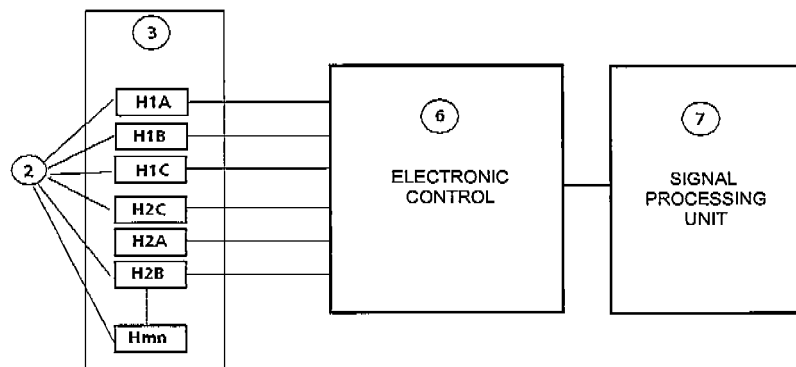 3
H1A
H1B
H1C
H2C
H2A
H2B
Hmn
2
6
ELECTRONIC
CONTROL
7
SIGNAL
PROCESSING
UNIT